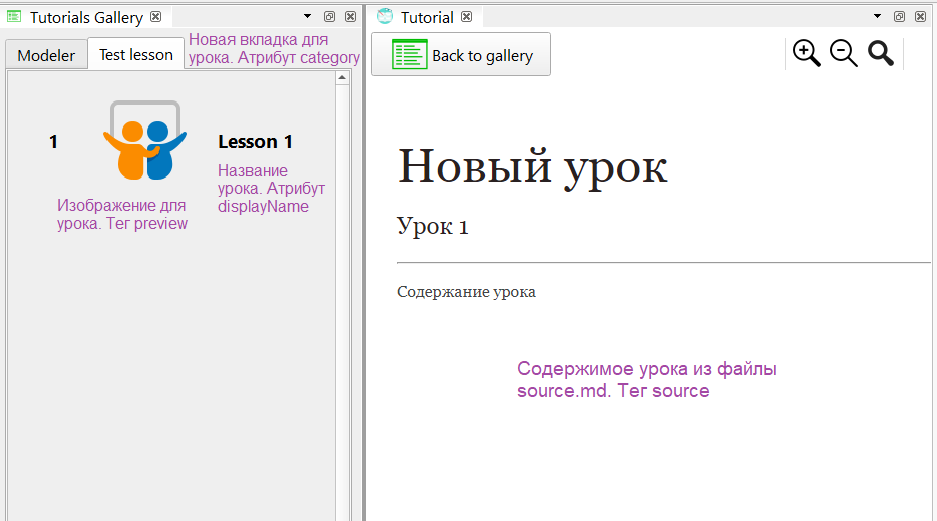 Tutorials Gallery
Modeler
Test lesson
Новая вкладка для
урока. Атрибут category
1
Lesson 1
Название
урока. Атрибут
displayName
Изображение для
урока. Тег preview
Tutorial
Back to gallery
Новый урок
Урок 1
Содержание урока
Содержимое урока из файлы
source.md. Тег source